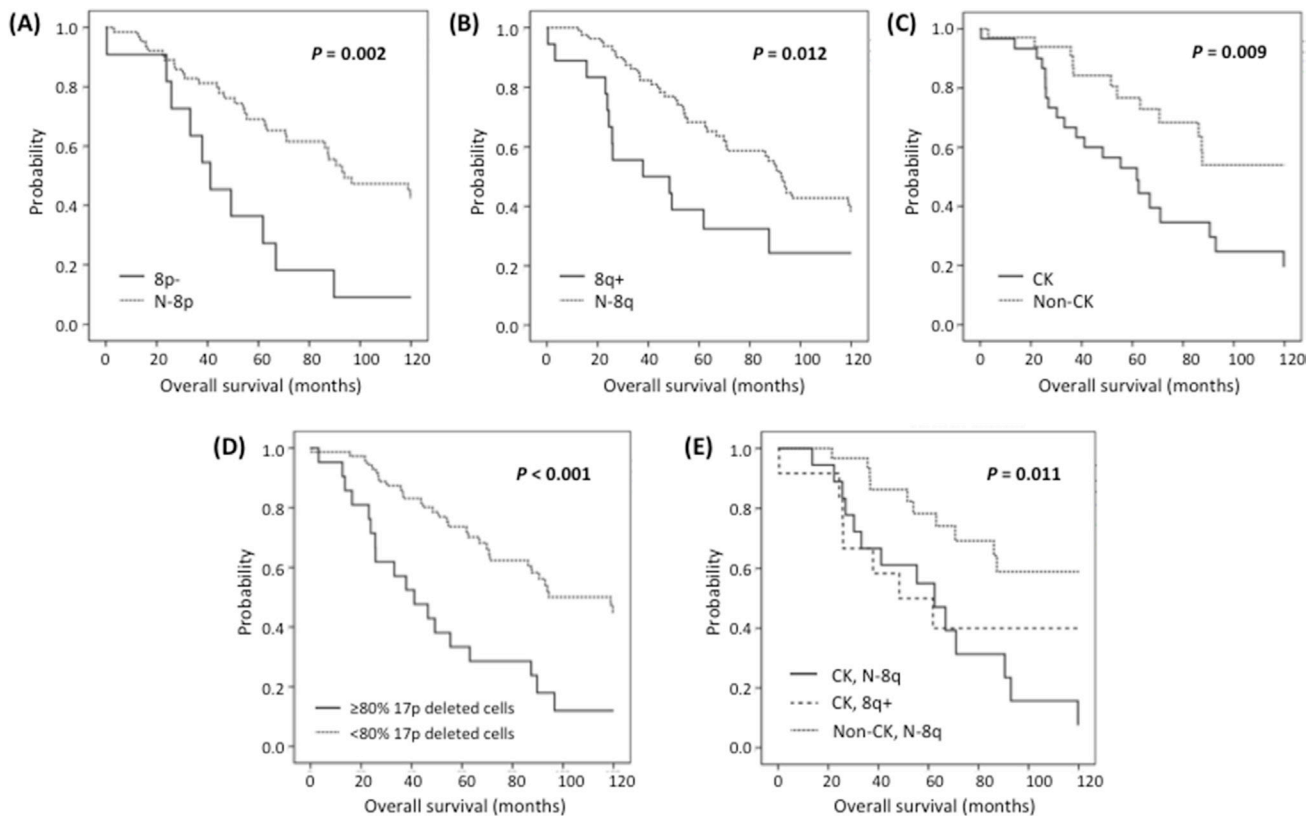 (A)
P = 0.002
Probability
1.0
0.8
0.6
0.4
0.2
0.0
8p-
N-8p
0 20 40 60 80 100 120
Overall survival (months)
(B)
P = 0.012
Probability
1.0
0.8
0.6
0.4
0.2
0.0
8q+
N-8q
0 20 40 60 80 100 120
Overall survival (months)
(C)
P = 0.009
Probability
1.0
0.8
0.6
0.4
0.2
0.0
CK
Non-CK
0 20 40 60 80 100 120
Overall survival (months)
(D)
P < 0.001
Probability
1.0
0.8
0.6
0.4
0.2
0.0
≥80% 17p deleted cells
<80% 17p deleted cells
0 20 40 60 80 100 120
Overall survival (months)
(E)
P = 0.011
Probability
1.0
0.8
0.6
0.4
0.2
0.0
CK, N-8q
CK, 8q+
Non-CK, N-8q
0 20 40 60 80 100 120
Overall survival (months)